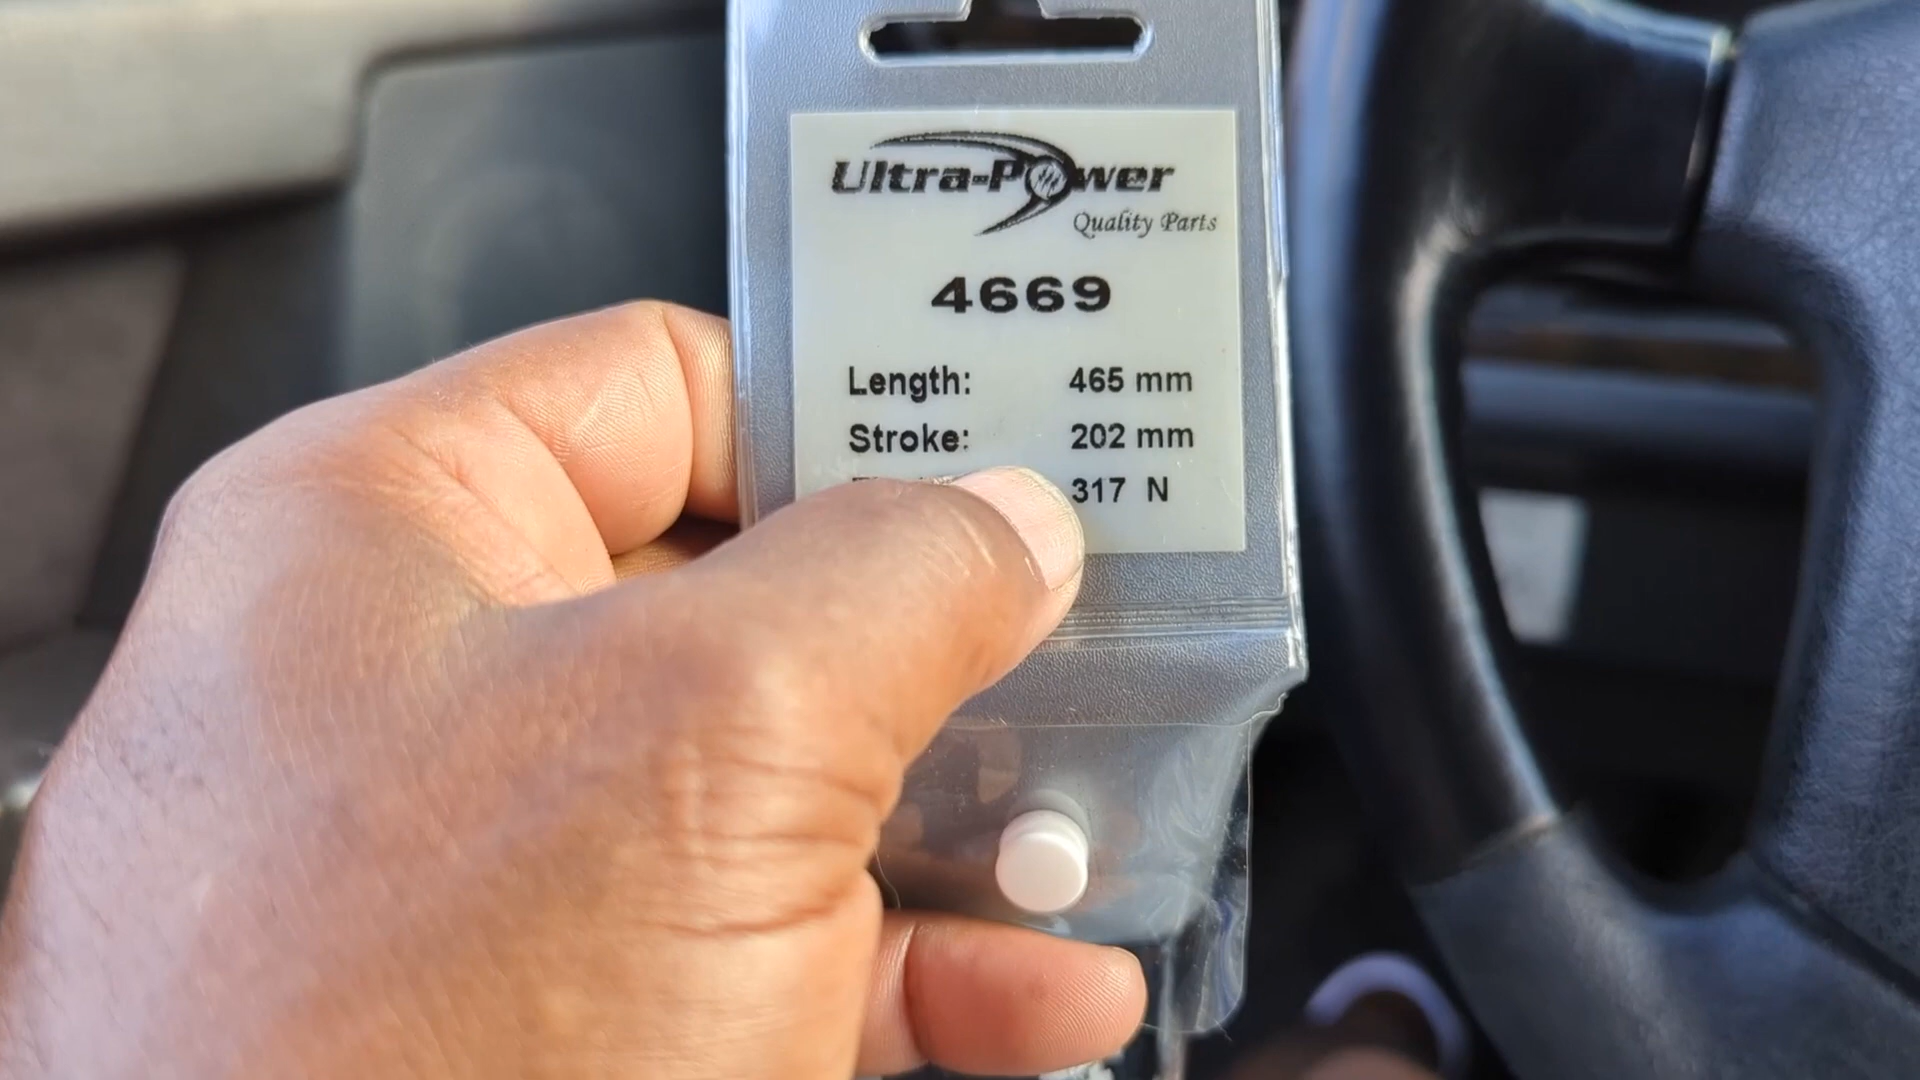 Ultra-Power
Quality Parts
4669
Length: 465 mm
Stroke: 202 mm
317 N